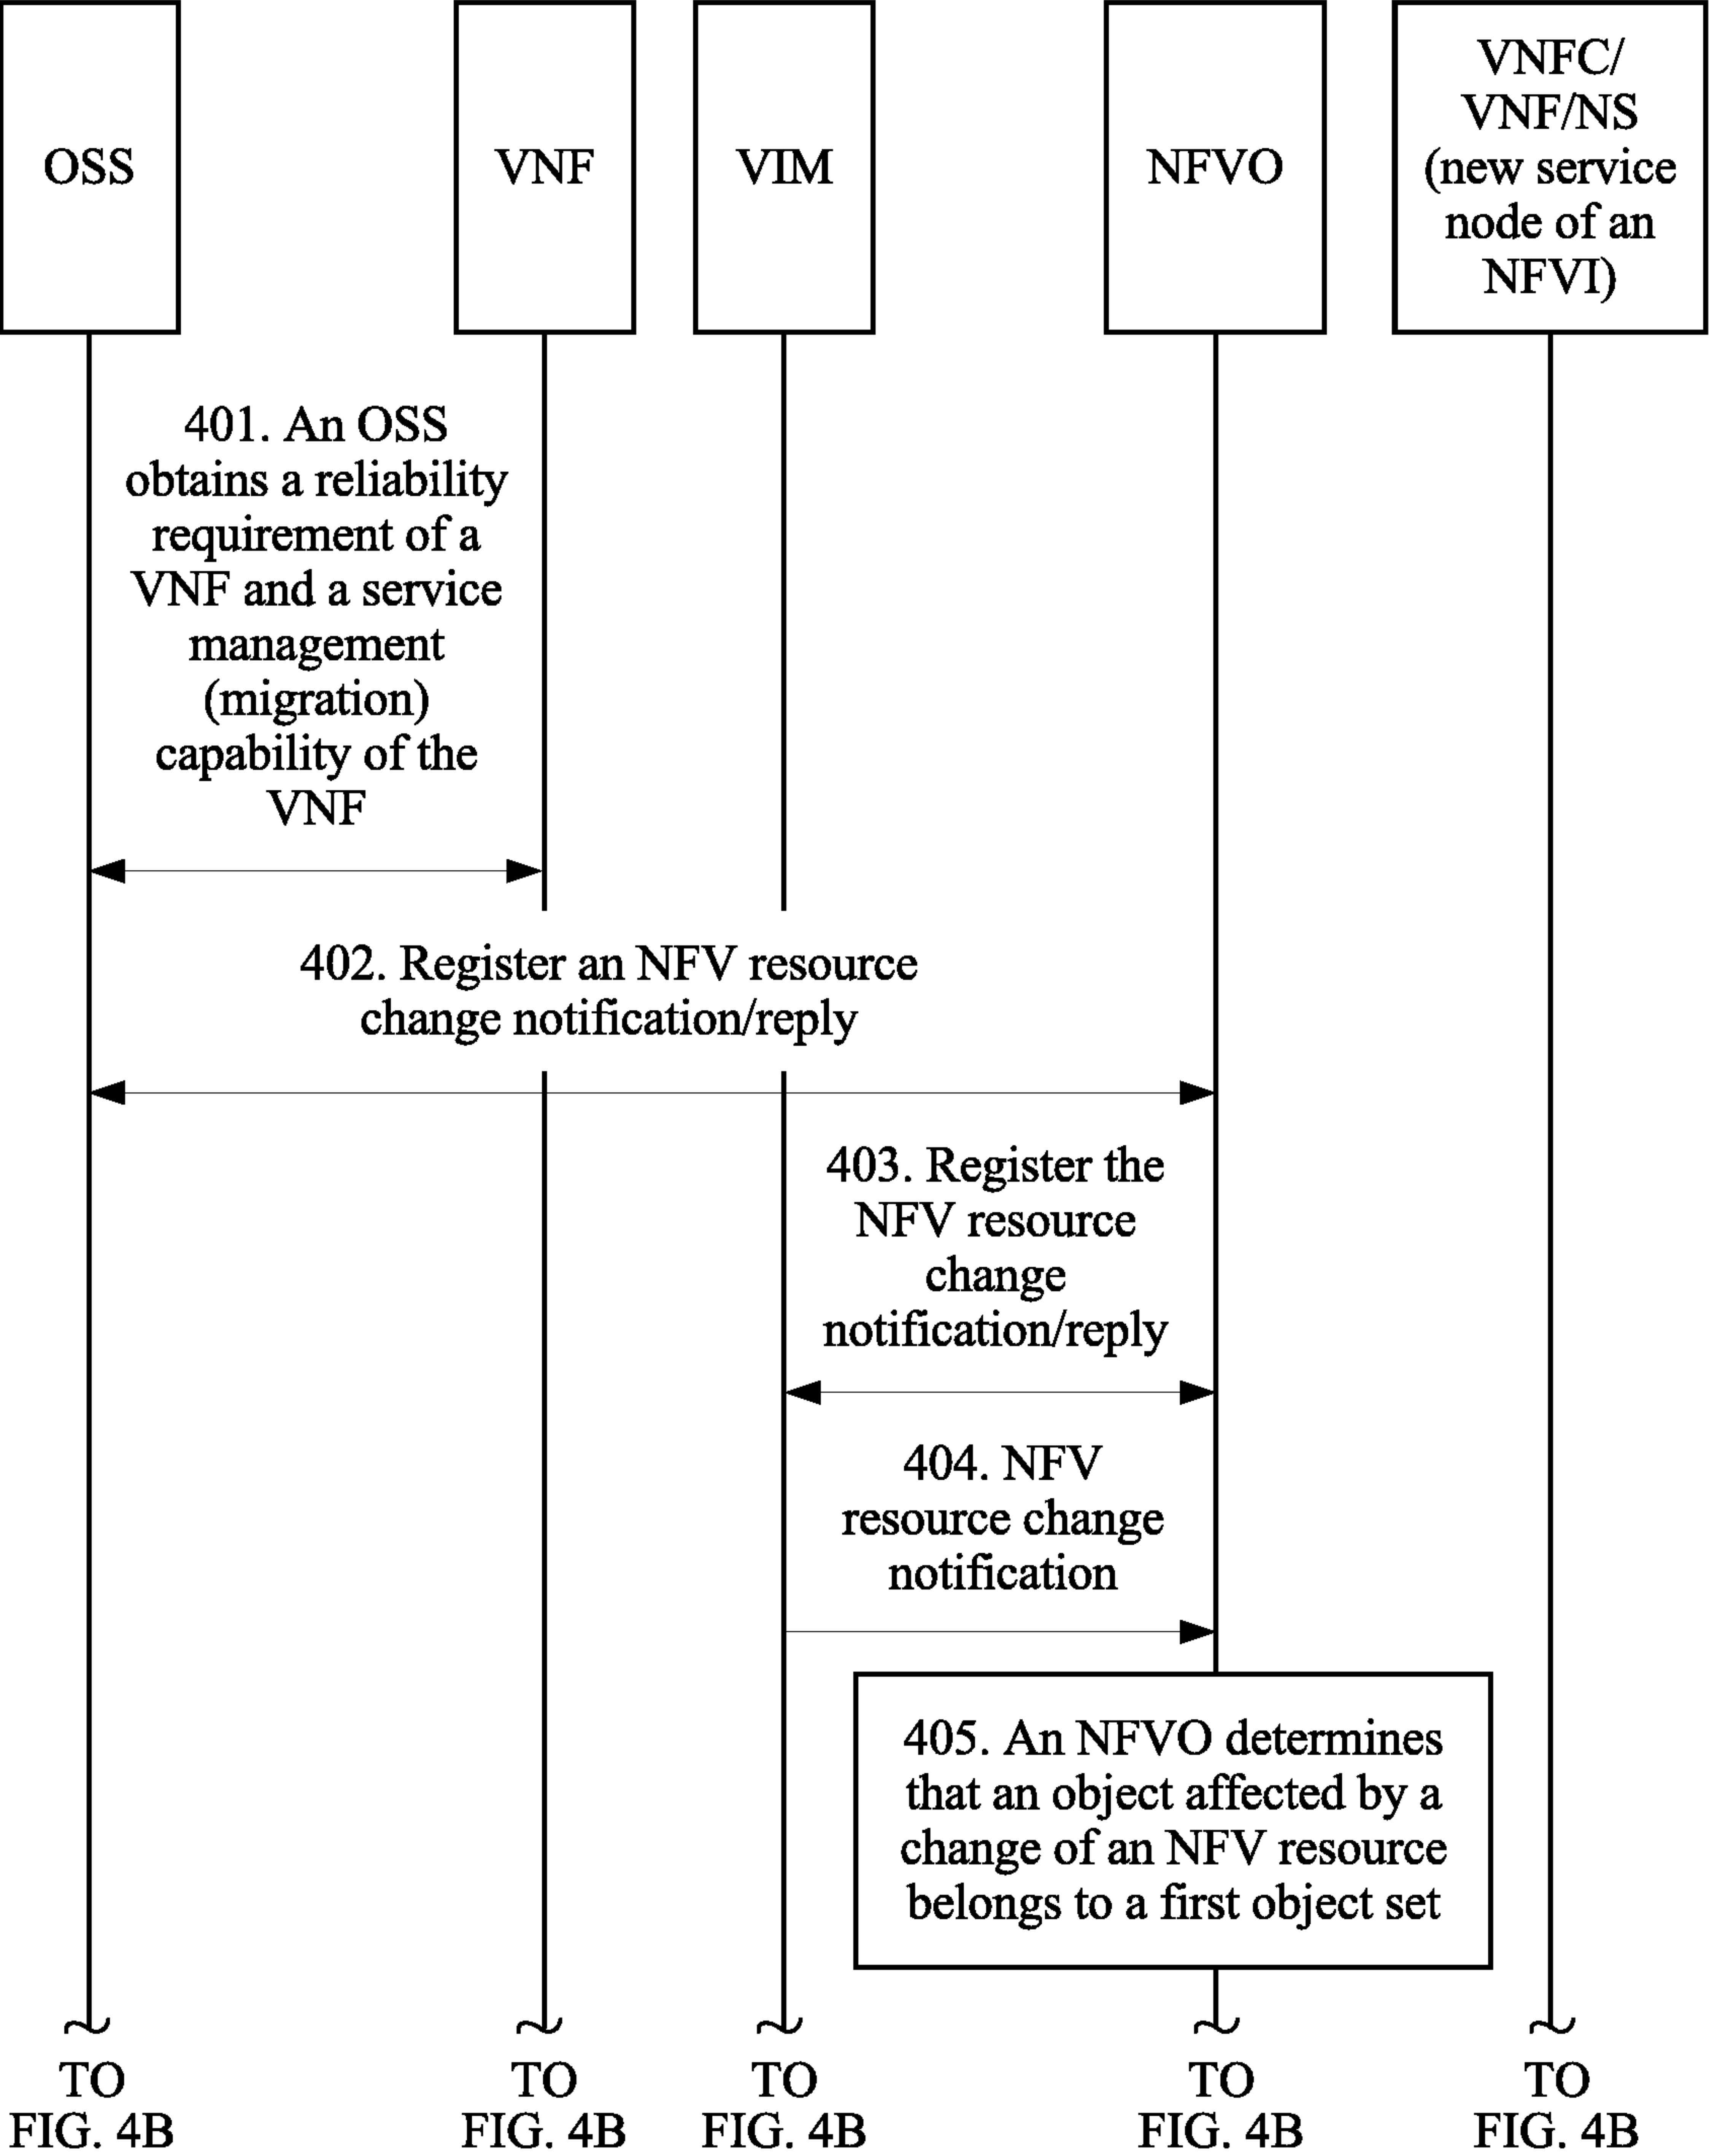 OSS
VNF
VIM
NFVO
VNFC/
VNF/NS
(new service
node of an
NFVI)
401. An OSS
obtains a reliability
requirement of a
VNF and a service
management
(migration)
capability of the
VNF
402. Register an NFV resource
change notification/reply
403. Register the
NFV resource
change
notification/reply
404. NFV
resource change
notification
405. An NFVO determines
that an object affected by a
change of an NFV resource
belongs to a first object set
TO
FIG. 4B
TO
FIG. 4B
TO
FIG. 4B
TO
FIG. 4B
TO
FIG. 4B